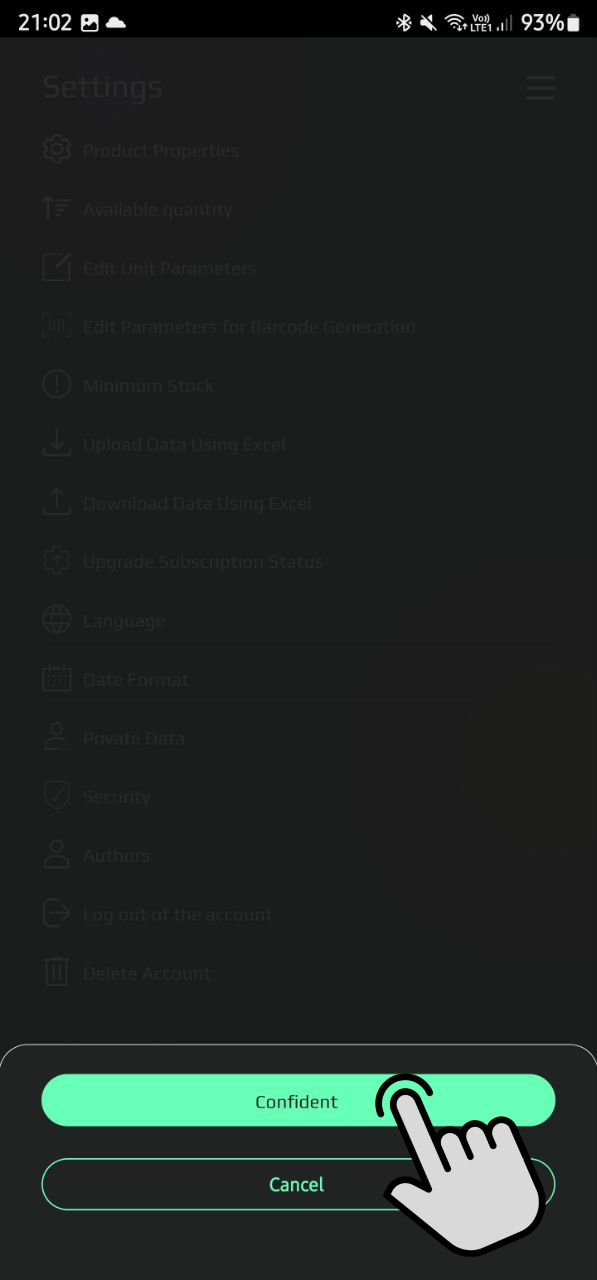 21:02
Vo))
LTE1
93%
Settings
Product Properties
Available quantity
Edit Unit Parameters
Edit Parameters for Barcode Generation
Minimum Stock
Upload Data Using Excel
Download Data Using Excel
Upgrade Subscription Status
Language
Date Format
Private Data
Security
Authors
Log out of the account
Delete Account
Confident
Cancel